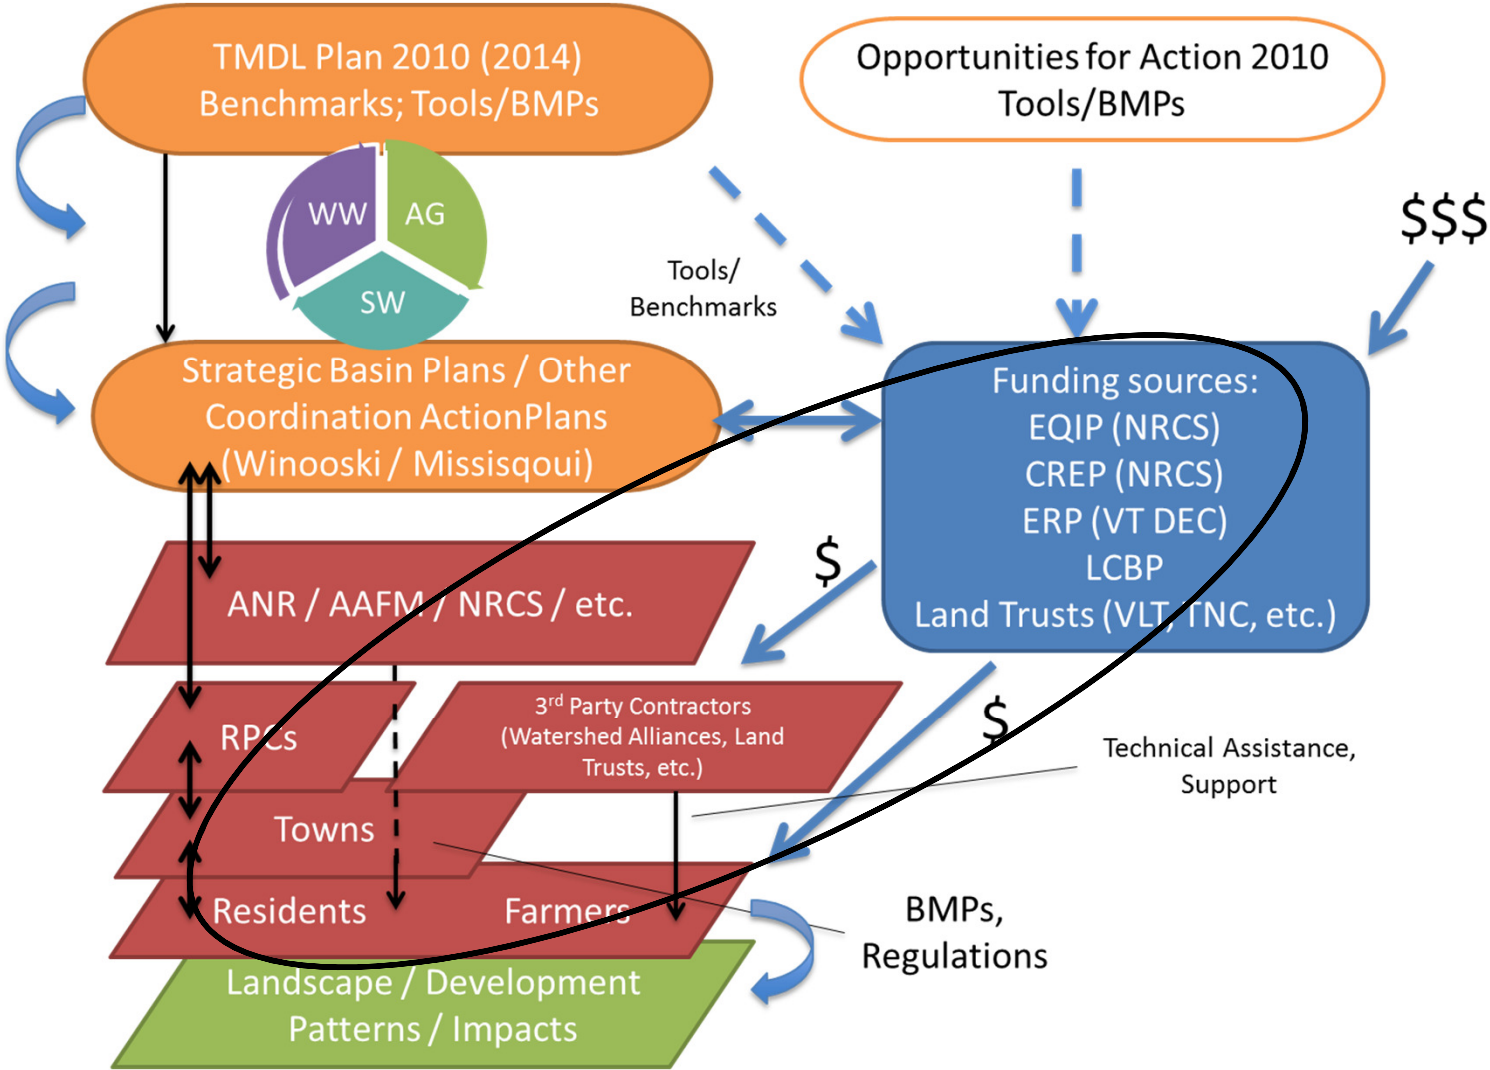 TMDL Plan 2010 (2014)
Benchmarks; Tools/BMPs
Opportunities for Action 2010
Tools/BMPs
WW
AG
SW
$$$
Tools/
Benchmarks
Strategic Basin Plans / Other
Coordination ActionPlans
(Winooski / Missisqoui)
Funding sources:
EQIP (NRCS)
CREP (NRCS)
ERP (VT DEC)
LCBP
Land Trusts (VLT, TNC, etc.)
$
ANR / AAFM / NRCS / etc.
RPCs
3rd Party Contractors
(Watershed Alliances, Land
Trusts, etc.)
$
Technical Assistance,
Support
Towns
Residents
Farmers
BMPs,
Regulations
Landscape / Development
Patterns / Impacts